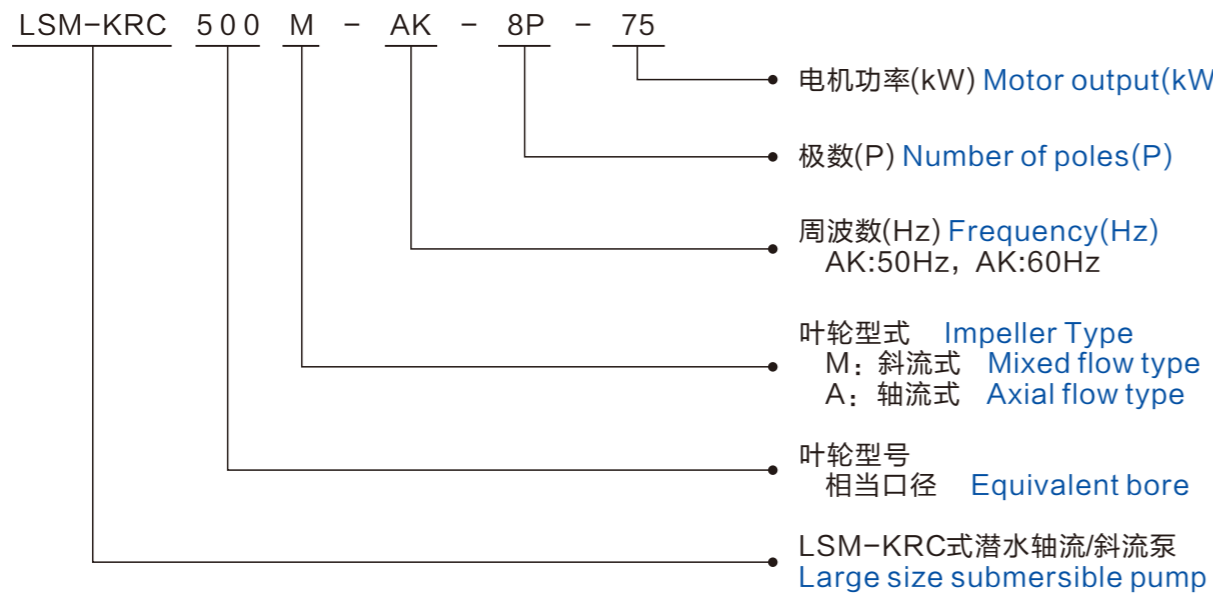 LSM-KRC 500 M - AK - 8P - 75
电机功率(kW) Motor output(kW
极数(P) Number of poles(P)
周波数(Hz) Frequency(Hz)
AK:50Hz, AK:60Hz
叶轮型式 Impeller Type
M: 斜流式 Mixed flow type
A: 轴流式 Axial flow type
叶轮型号
相当口径 Equivalent bore
LSM-KRC式潜水轴流/斜流泵
Large size submersible pump